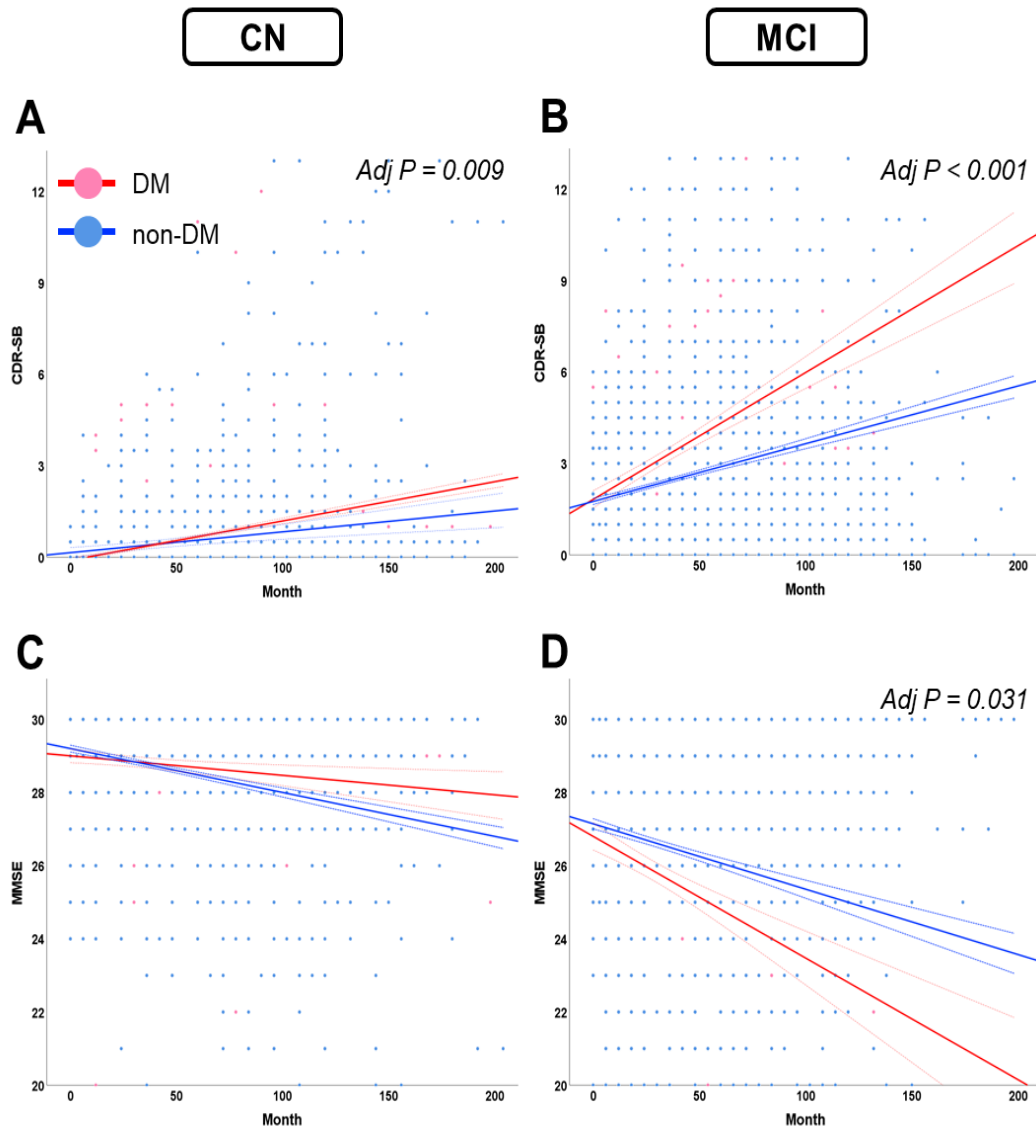 CN
MCI
A
Adj P = 0.009
DM
non-DM
12
9
6
3
0
CDR-SB
0 50 100 150 200
Month
B
Adj P < 0.001
12
9
6
3
0
CDR-SB
0 50 100 150 200
Month
C
30
28
26
24
22
20
MMSE
0 50 100 150 200
Month
D
Adj P = 0.031
30
28
26
24
22
20
MMSE
0 50 100 150 200
Month